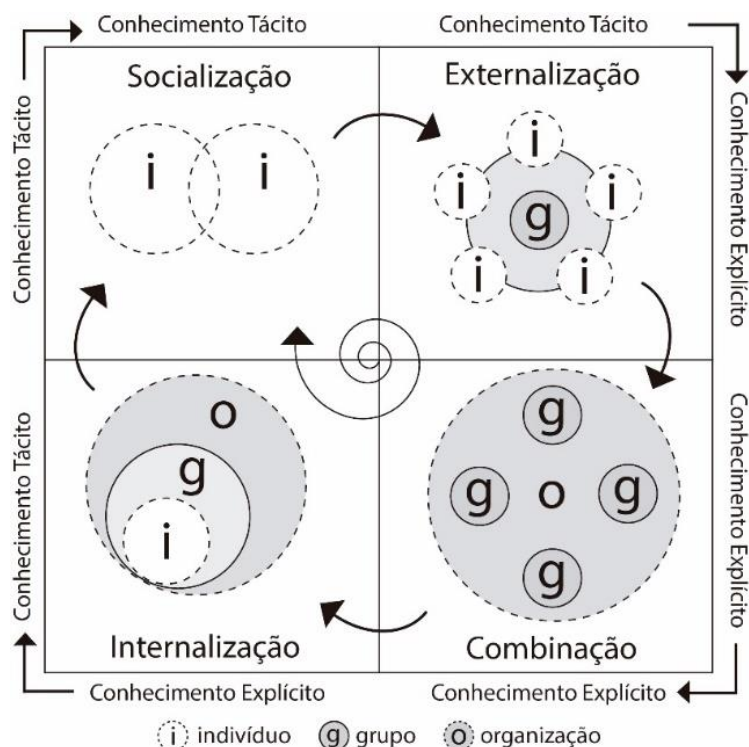 Conhecimento Tácito
Conhecimento Tácito
Conhecimento Tácito
Socialização
i
i
Externalização
i
i
i
g
i
i
Conhecimento Explícito
Conhecimento Tácito
o
g
i
Internalização
g
g
o
g
g
Combinação
Conhecimento Explícito
Conhecimento Explícito
Conhecimento Explícito
i indivíduo g grupo o organização